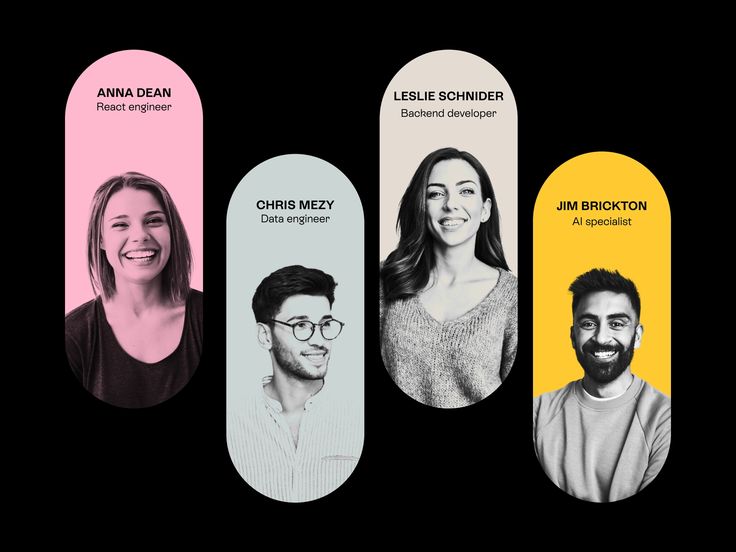 ANNA DEAN
React engineer
CHRIS MEZY
Data engineer
LESLIE SCHNIDER
Backend developer
JIM BRICKTON
AI specialist